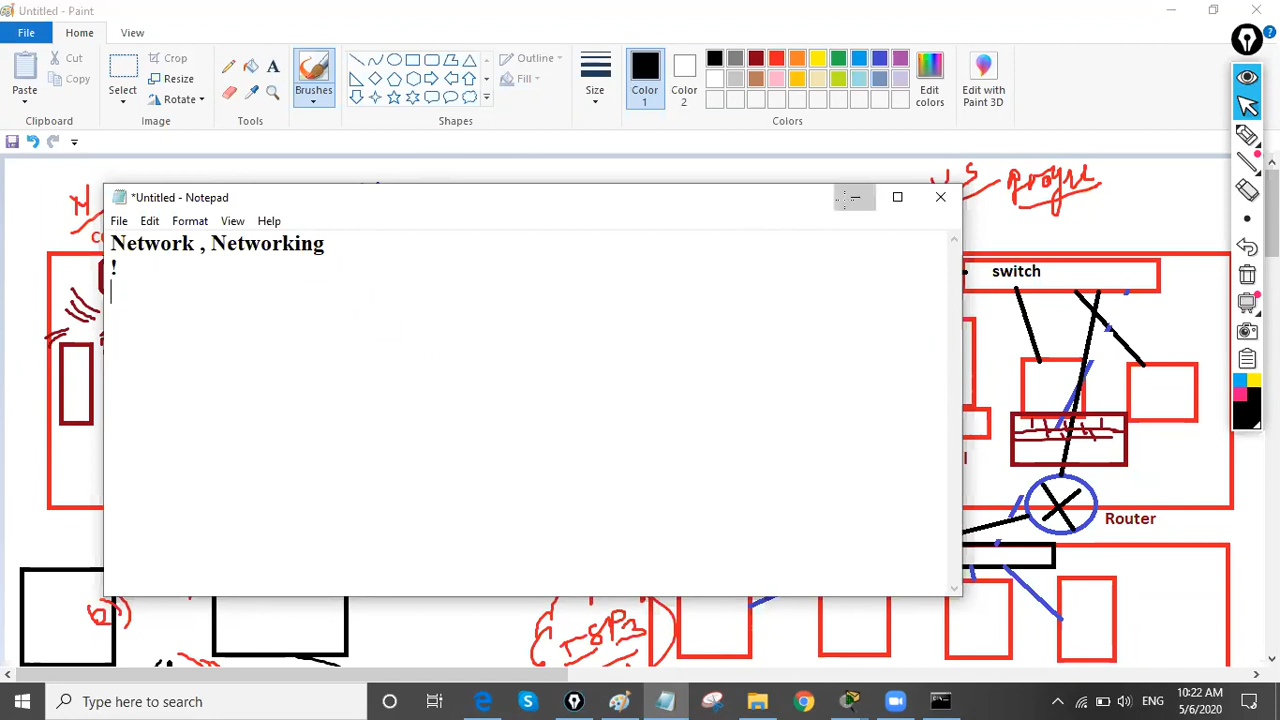 Untitled - Paint
File
Home
View
Paste
Cut
Copy
Clipboard
Select
Crop
Resize
Rotate
Image
A
Tools
Brushes
Outline
Fill
Shapes
Size
Color
1
Color
2
Edit
colors
Edit with
Paint 3D
Colors
*Untitled - Notepad
File Edit Format View Help
Network , Networking
!
switch
Router
Type here to search
ENG
10:22 AM
5/6/2020